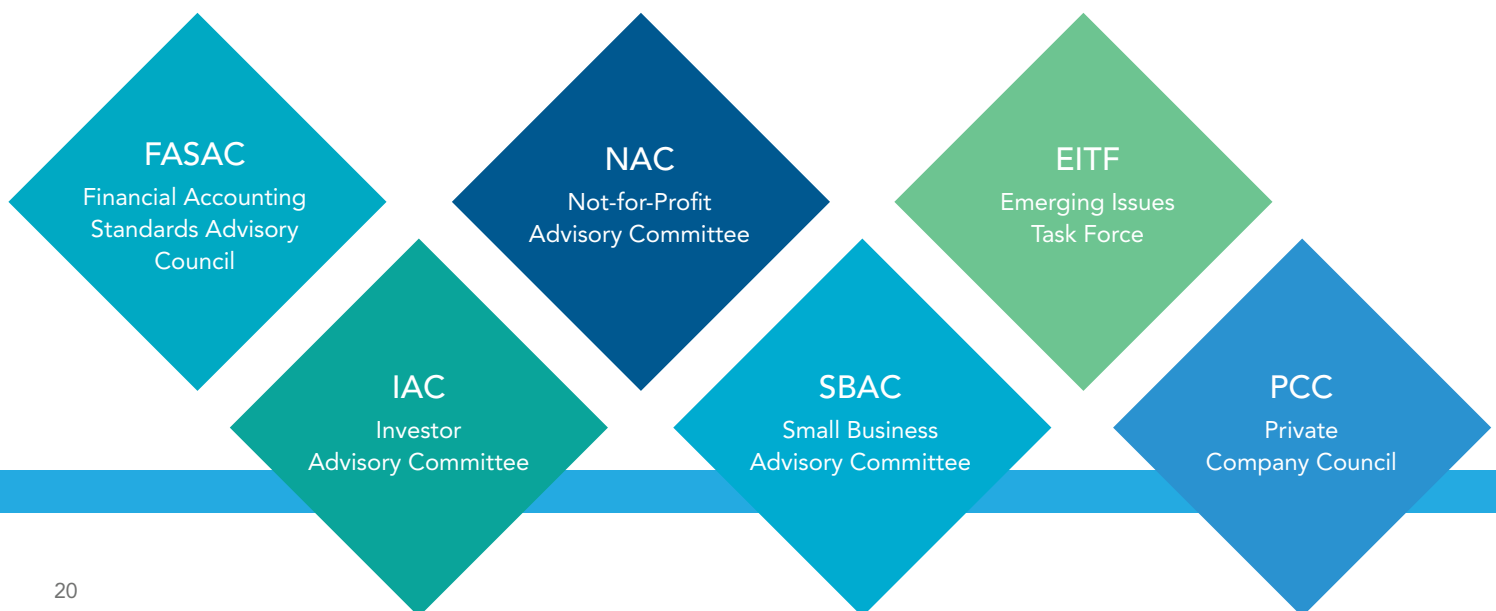 FASAC
Financial Accounting
Standards Advisory
Council
NAC
Not-for-Profit
Advisory Committee
EITF
Emerging Issues
Task Force
IAC
Investor
Advisory Committee
SBAC
Small Business
Advisory Committee
PCC
Private
Company Council
20